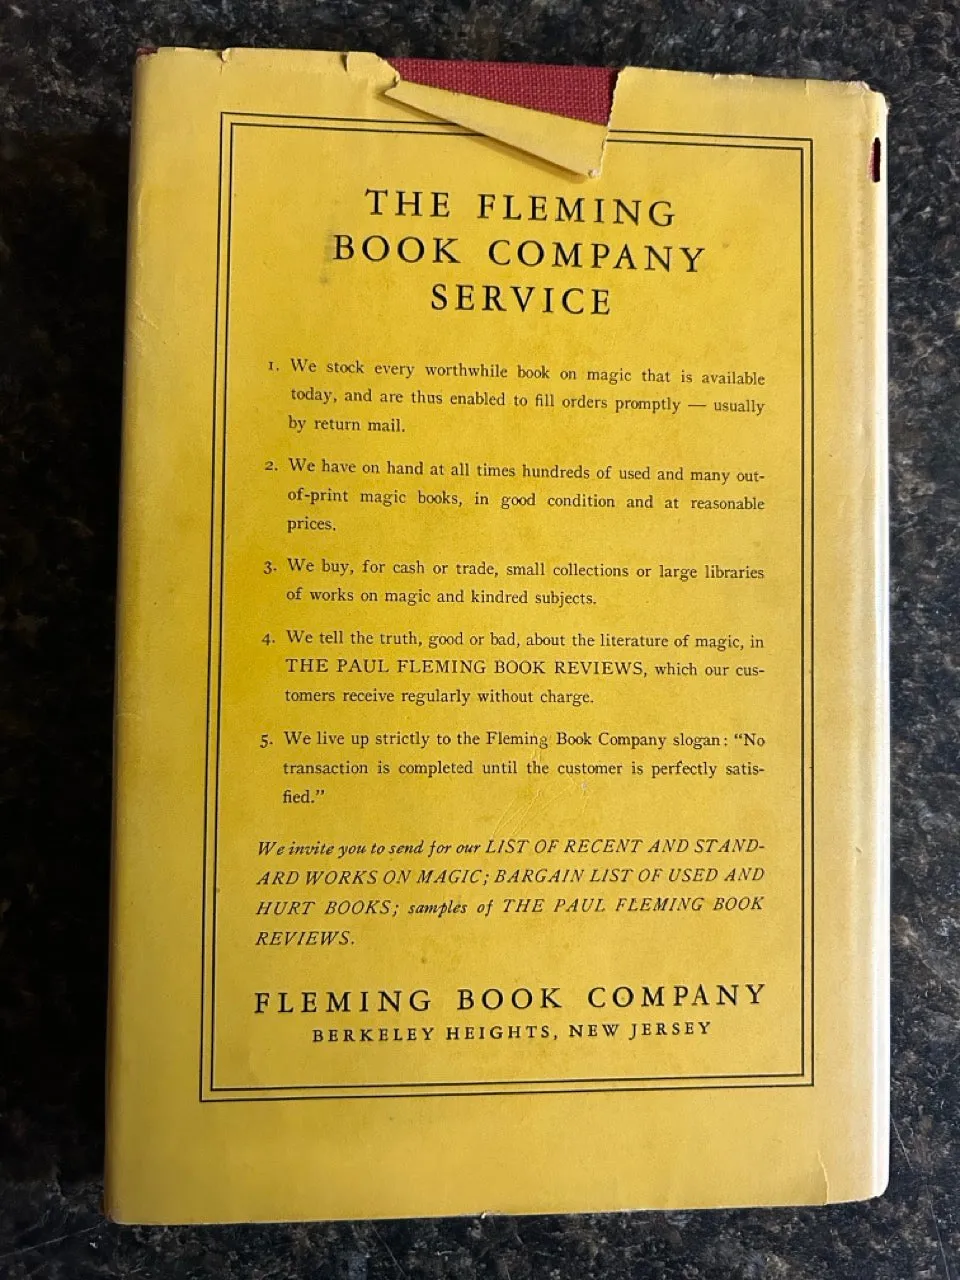 THE FLEMING
BOOK COMPANY
SERVICE
1. We stock every worthwhile book on magic that is available
today, and are thus enabled to fill orders promptly — usually
by return mail.
2. We have on hand at all times hundreds of used and many out-
of-print magic books, in good condition and at reasonable
prices.
3. We buy, for cash or trade, small collections or large libraries
of works on magic and kindred subjects.
4. We tell the truth, good or bad, about the literature of magic, in
THE PAUL FLEMING BOOK REVIEWS, which our cus-
tomers receive regularly without charge.
5. We live up strictly to the Fleming Book Company slogan: “No
transaction is completed until the customer is perfectly satis-
fied.”
We invite you to send for our LIST OF RECENT AND STAND-
ARD WORKS ON MAGIC; BARGAIN LIST OF USED AND
HURT BOOKS; samples of THE PAUL FLEMING BOOK
REVIEWS.
FLEMING BOOK COMPANY
BERKELEY HEIGHTS, NEW JERSEY